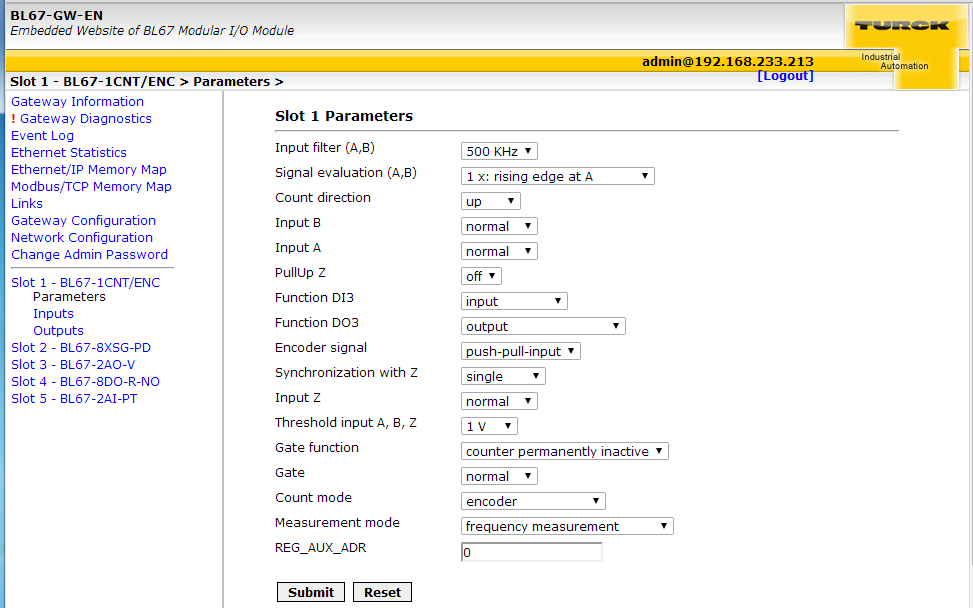 BL67-GW-EN
Embedded Website of BL67 Modular I/O Module
TURCK
Industrial
Automation
admin@192.168.233.213
[Logout]
Slot 1 - BL67-1CNT/ENC > Parameters >
Gateway Information
! Gateway Diagnostics
Event Log
Ethernet Statistics
Ethernet/IP Memory Map
Modbus/TCP Memory Map
Links
Gateway Configuration
Network Configuration
Change Admin Password
Slot 1 - BL67-1CNT/ENC
Parameters
Inputs
Outputs
Slot 2 - BL67-8XSG-PD
Slot 3 - BL67-2AO-V
Slot 4 - BL67-8DO-R-NO
Slot 5 - BL67-2AI-PT
Slot 1 Parameters
Input filter (A,B) 500 KHz
Signal evaluation (A,B) 1 x: rising edge at A
Count direction up
Input B normal
Input A normal
PullUp Z off
Function DI3 input
Function DO3 output
Encoder signal push-pull-input
Synchronization with Z single
Input Z normal
Threshold input A, B, Z 1 V
Gate function counter permanently inactive
Gate normal
Count mode encoder
Measurement mode frequency measurement
REG_AUX_ADR 0
Submit Reset